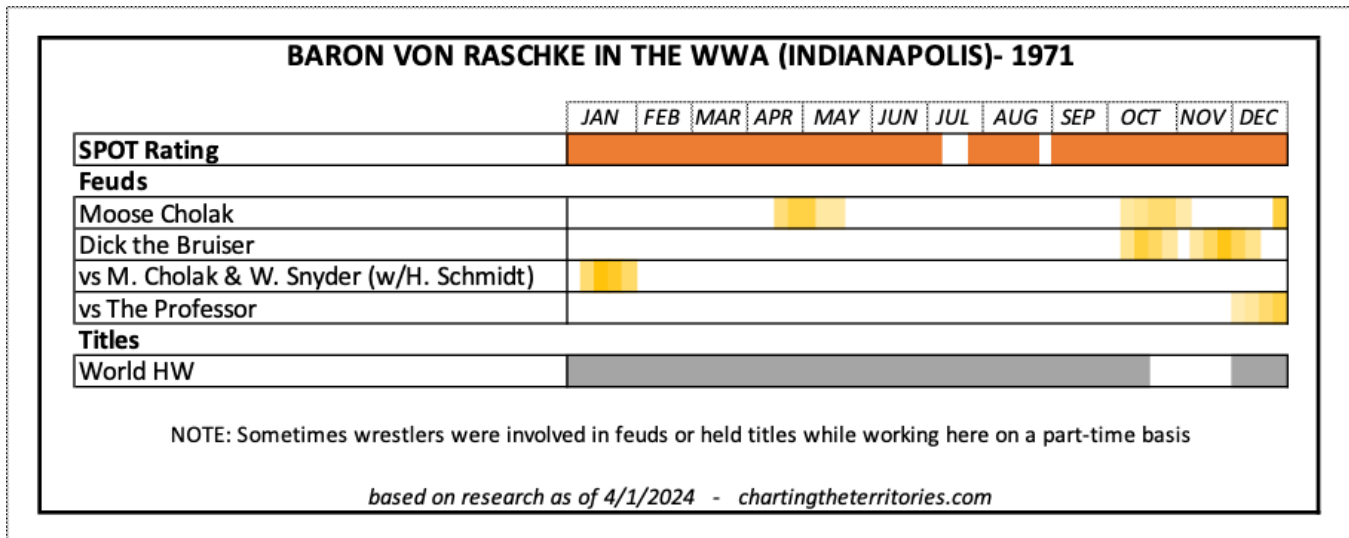 BARON VON RASCHKE IN THE WWA (INDIANAPOLIS)- 1971
JAN FEB MAR APR MAY JUN JUL AUG SEP OCT NOV DEC
SPOT Rating
Feuds
Moose Cholak
Dick the Bruiser
vs M. Cholak & W. Snyder (w/H. Schmidt)
vs The Professor
Titles
World HW
NOTE: Sometimes wrestlers were involved in feuds or held titles while working here on a part-time basis
based on research as of 4/1/2024 - chartingtheterritories.com